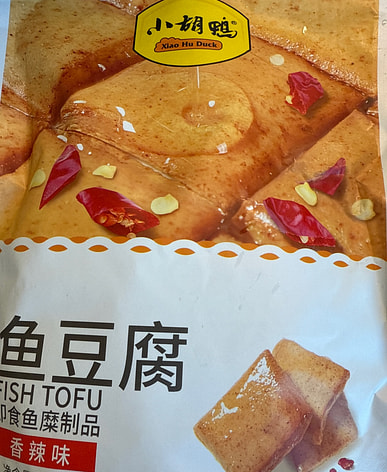 小胡鸭
Xiao Hu Duck
鱼豆腐
FISH TOFU
即食鱼糜制品
香辣味